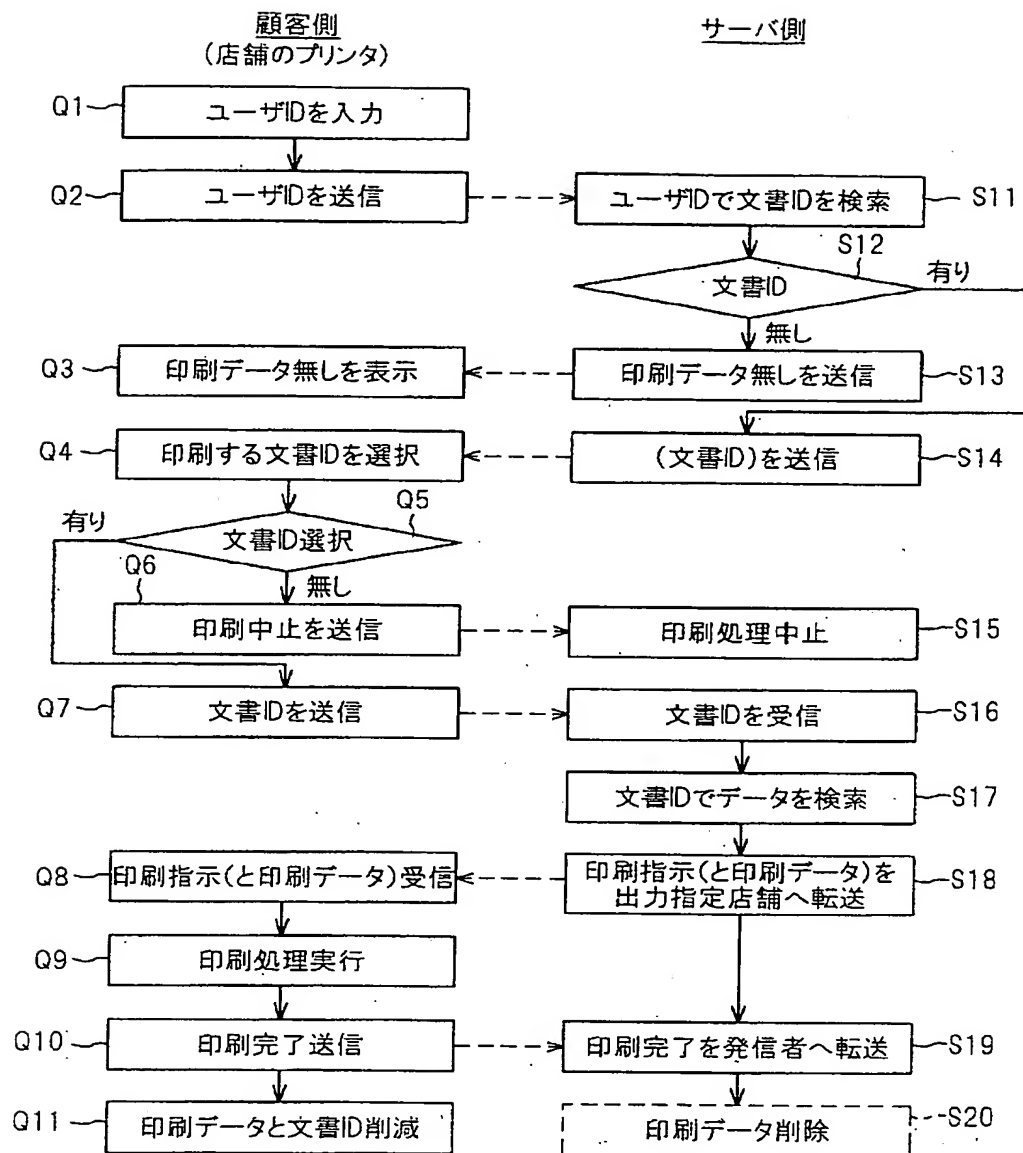 顧客側
(店舗のプリンタ)
サーバ側
Q1
ユーザIDを入力
Q2
ユーザIDを送信
ユーザIDで文書IDを検索
S11
S12
文書ID
有り
無し
Q3
印刷データ無しを表示
印刷データ無しを送信
S13
Q4
印刷する文書IDを選択
(文書ID)を送信
S14
有り
Q5
文書ID選択
Q6
無し
印刷中止を送信
印刷処理中止
S15
Q7
文書IDを送信
文書IDを受信
S16
文書IDでデータを検索
S17
Q8
印刷指示(と印刷データ)受信
印刷指示(と印刷データ)を
出力指定店舗へ転送
S18
Q9
印刷処理実行
Q10
印刷完了送信
印刷完了を発信者へ転送
S19
Q11
印刷データと文書ID削減
印刷データ削除
S20